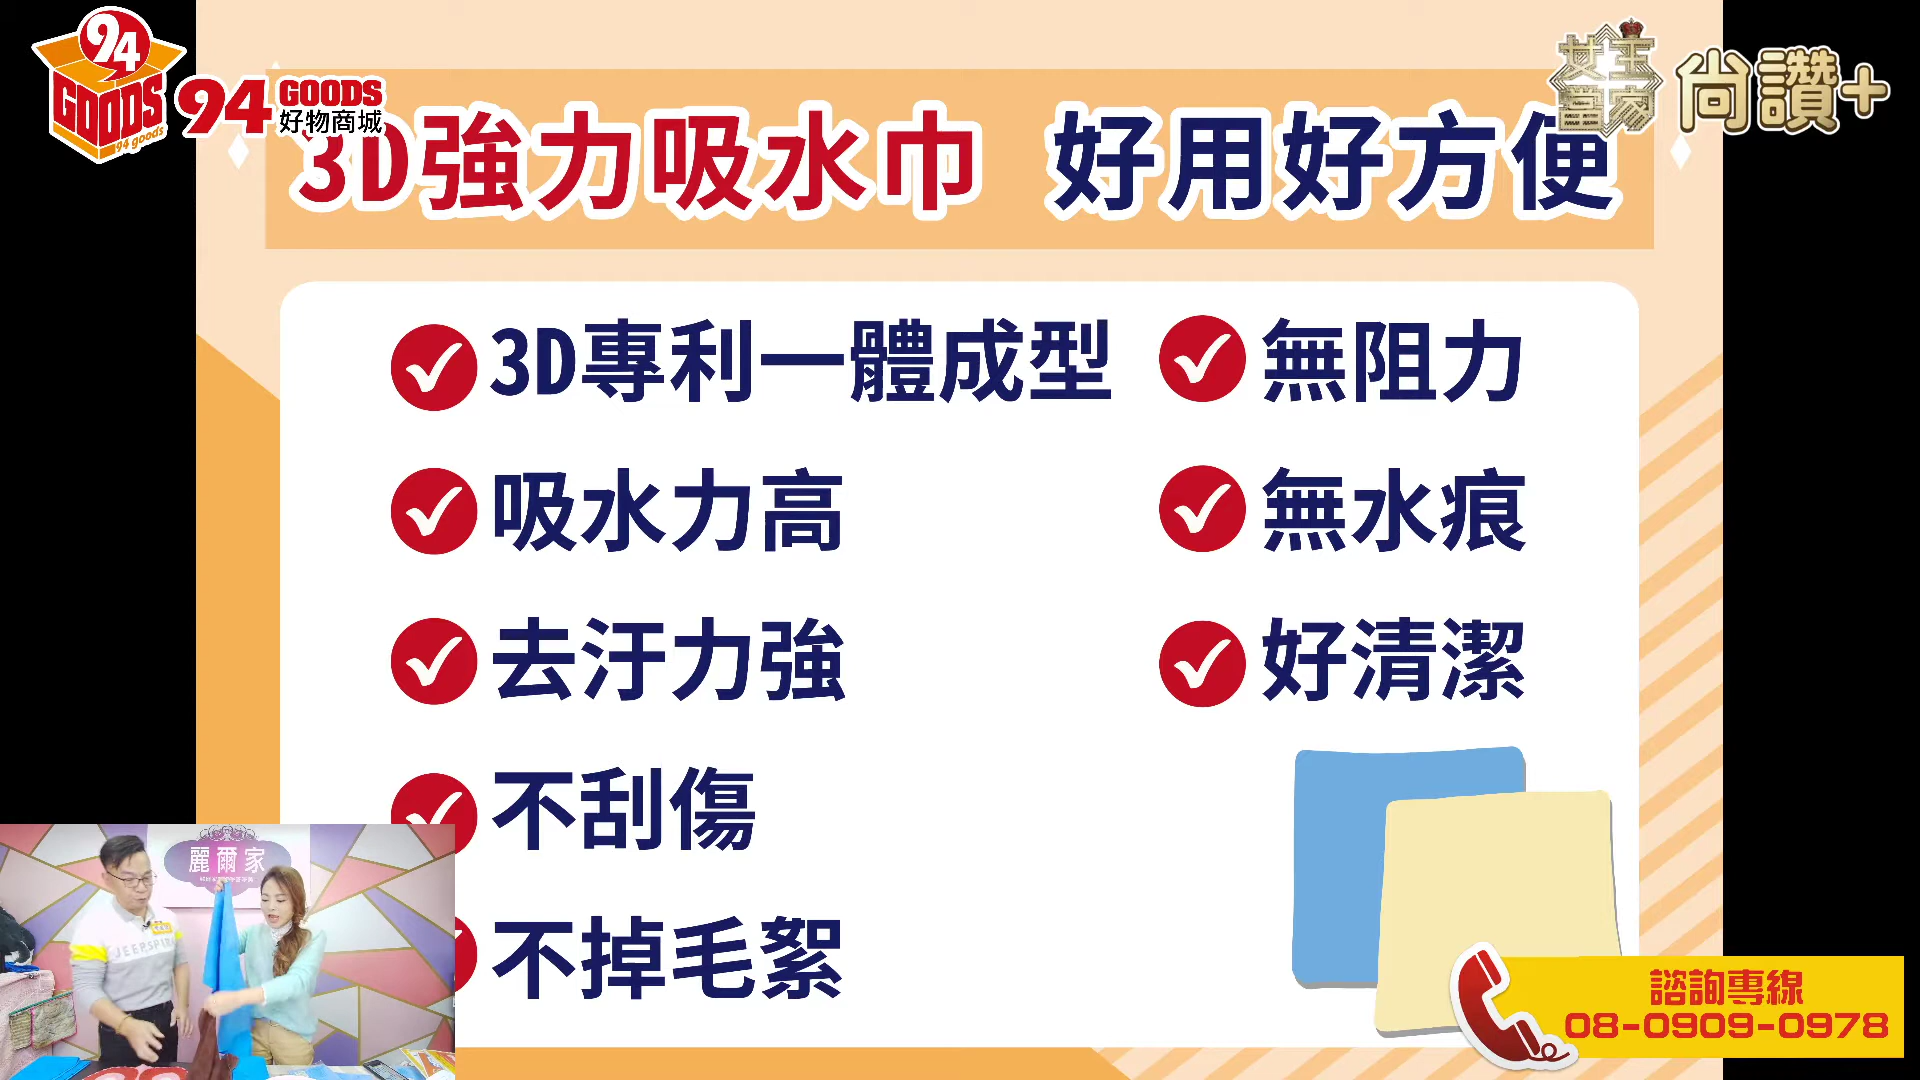 94
GOODS
94 goods
94 GOODS
好物商城
女王當家
尚讚+
3D強力吸水巾 好用好方便
3D專利一體成型
無阻力
吸水力高
無水痕
去汙力強
好清潔
不刮傷
不掉毛絮
麗爾家
JEEPSPIR
諮詢專線
08-0909-0978